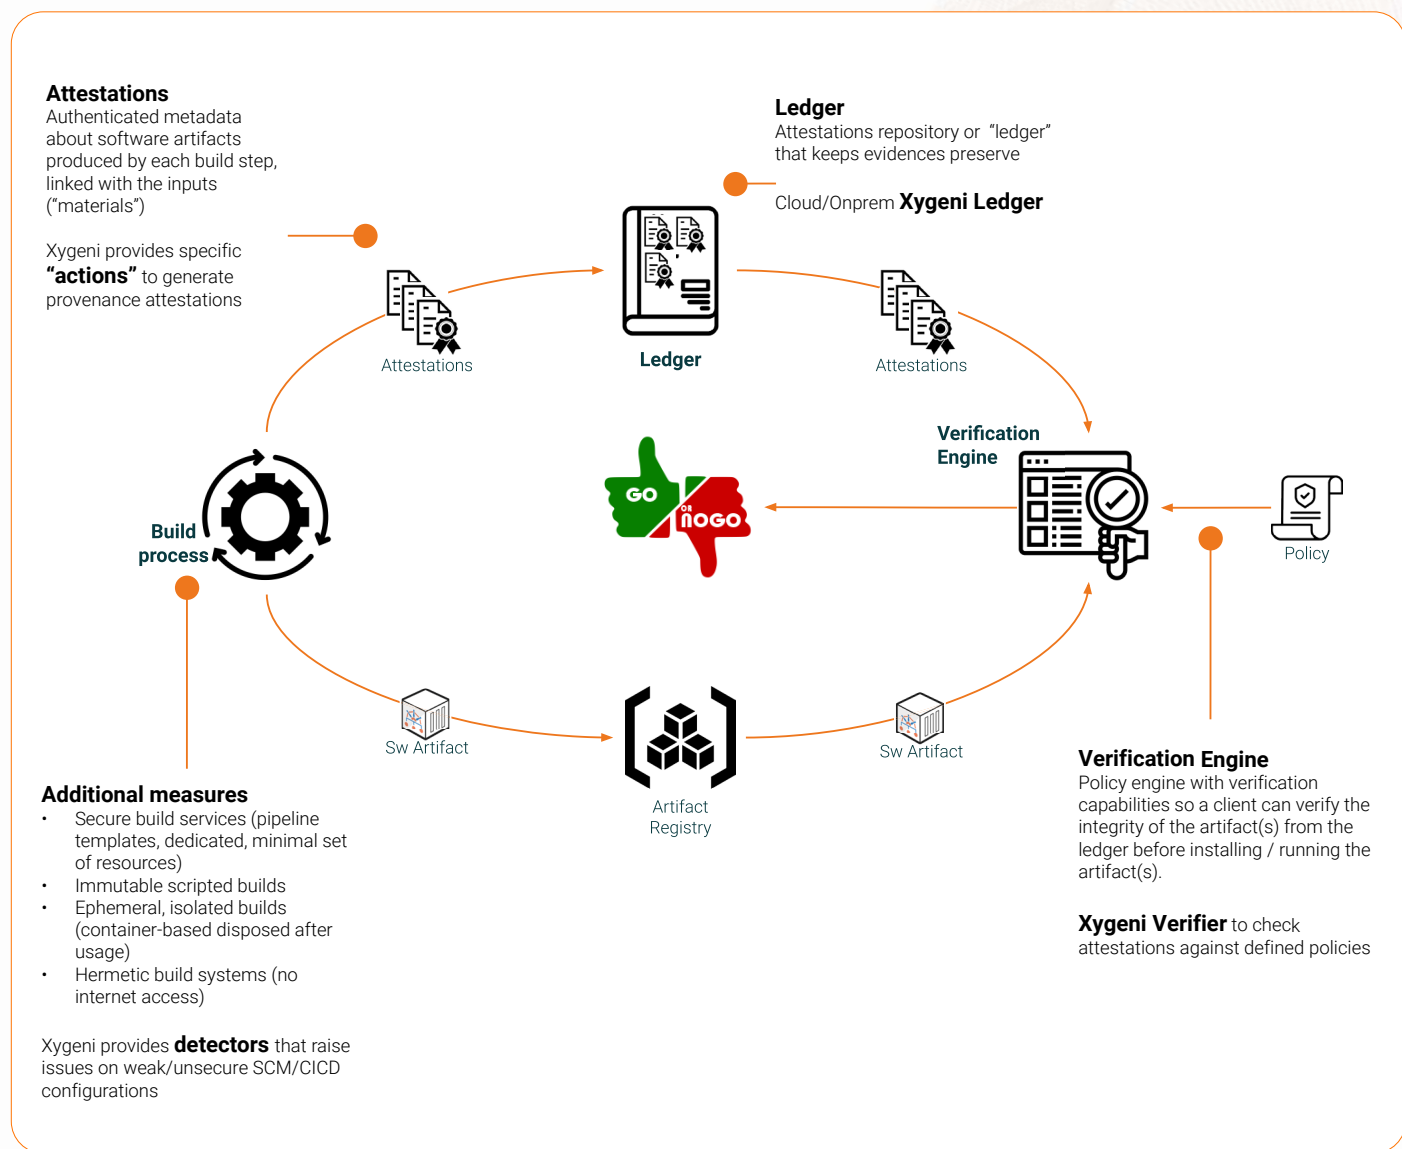 Attestations
Authenticated metadata
about software artifacts
produced by each build step,
linked with the inputs
(“materials”)
Xygeni provides specific
“actions” to generate
provenance attestations
Ledger
Attestations repository or “ledger”
that keeps evidences preserve
Cloud/Onprem Xygeni Ledger
Attestations
Ledger
Attestations
Build
process
GO
OR
NOGO
Verification
Engine
Policy
Sw Artifact
Artifact
Registry
Sw Artifact
Additional measures
• Secure build services (pipeline
templates, dedicated, minimal set
of resources)
• Immutable scripted builds
• Ephemeral, isolated builds
(container-based disposed after
usage)
• Hermetic build systems (no
internet access)
Xygeni provides detectors that raise
issues on weak/unsecure SCM/CICD
configurations
Verification Engine
Policy engine with verification
capabilities so a client can verify the
integrity of the artifact(s) from the
ledger before installing / running the
artifact(s).
Xygeni Verifier to check
attestations against defined policies